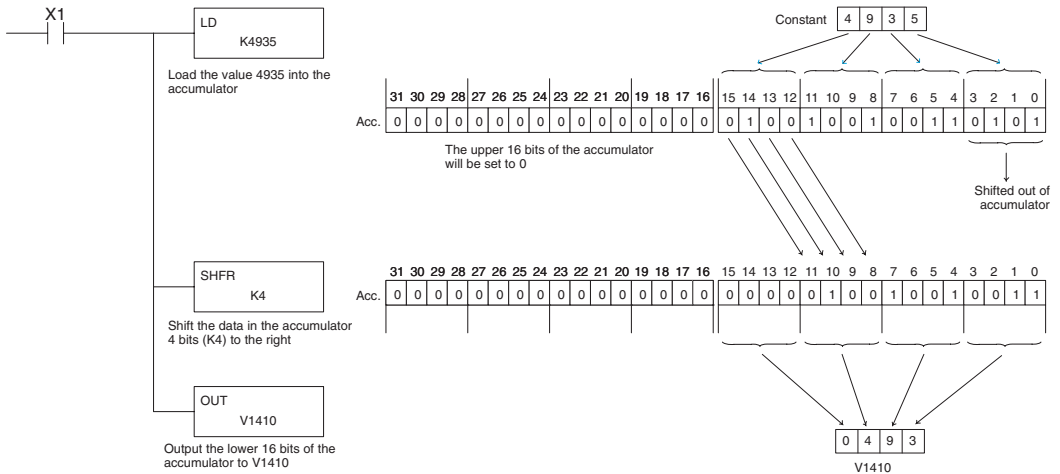 X1
LD
K4935
Load the value 4935 into the
accumulator
Constant 4 9 3 5
31 30 29 28 27 26 25 24 23 22 21 20 19 18 17 16 15 14 13 12 11 10 9 8 7 6 5 4 3 2 1 0
Acc. 0 0 0 0 0 0 0 0 0 0 0 0 0 0 0 0 0 1 0 0 1 0 0 1 0 0 1 1 0 1 0 1
The upper 16 bits of the accumulator
will be set to 0
Shifted out of
accumulator
SHFR
K4
Shift the data in the accumulator
4 bits (K4) to the right
31 30 29 28 27 26 25 24 23 22 21 20 19 18 17 16 15 14 13 12 11 10 9 8 7 6 5 4 3 2 1 0
Acc. 0 0 0 0 0 0 0 0 0 0 0 0 0 0 0 0 0 0 0 0 0 1 0 0 1 0 0 1 0 0 1 1
OUT
V1410
Output the lower 16 bits of the
accumulator to V1410
0 4 9 3
V1410